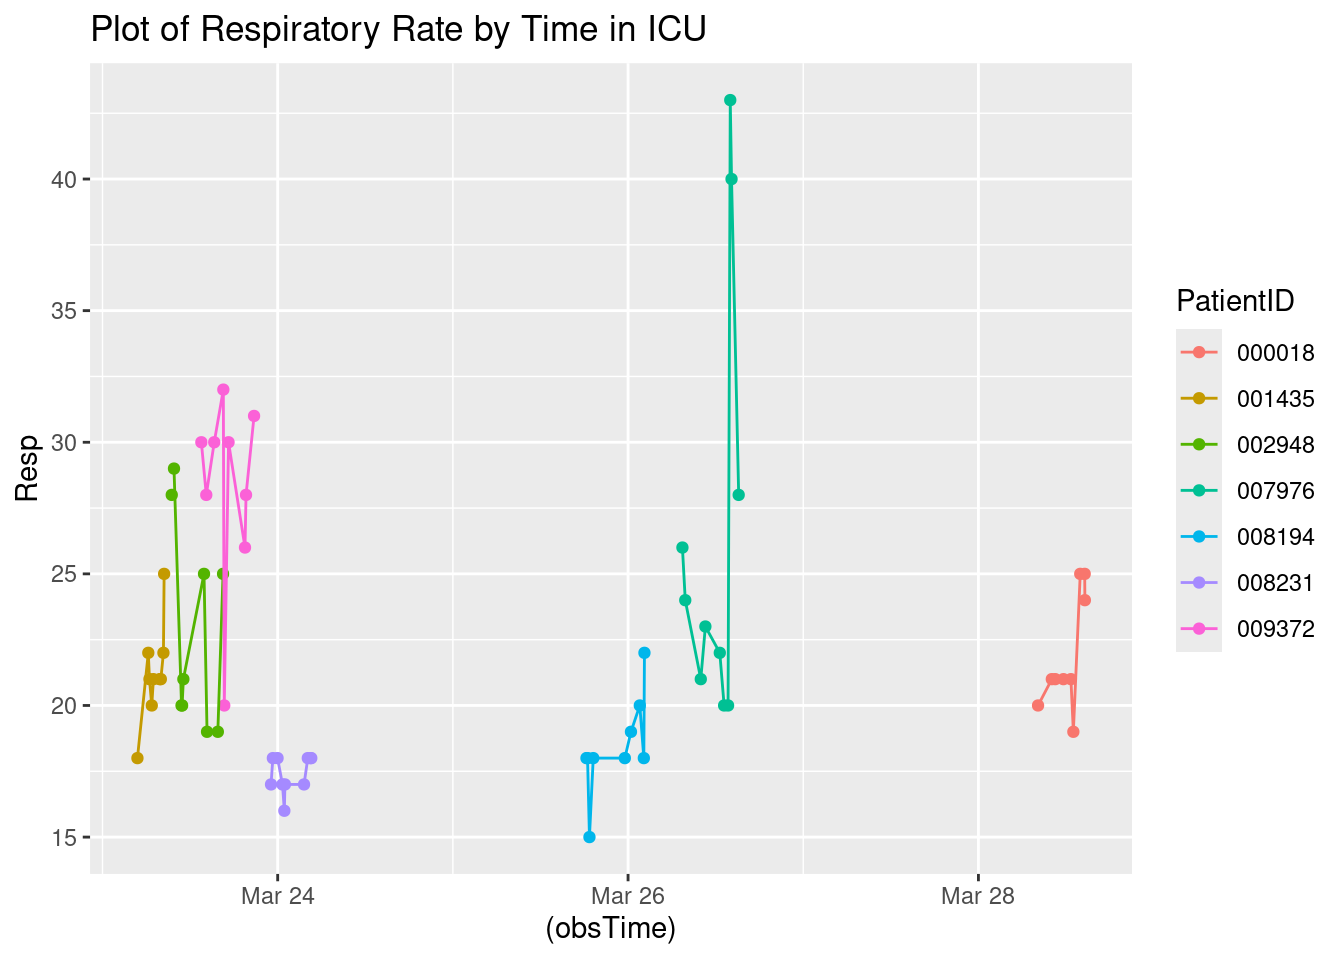 Plot of Respiratory Rate by Time in ICU
Resp
40
35
30
25
20
15
Mar 24
Mar 26
Mar 28
(obsTime)
PatientID
000018
001435
002948
007976
008194
008231
009372